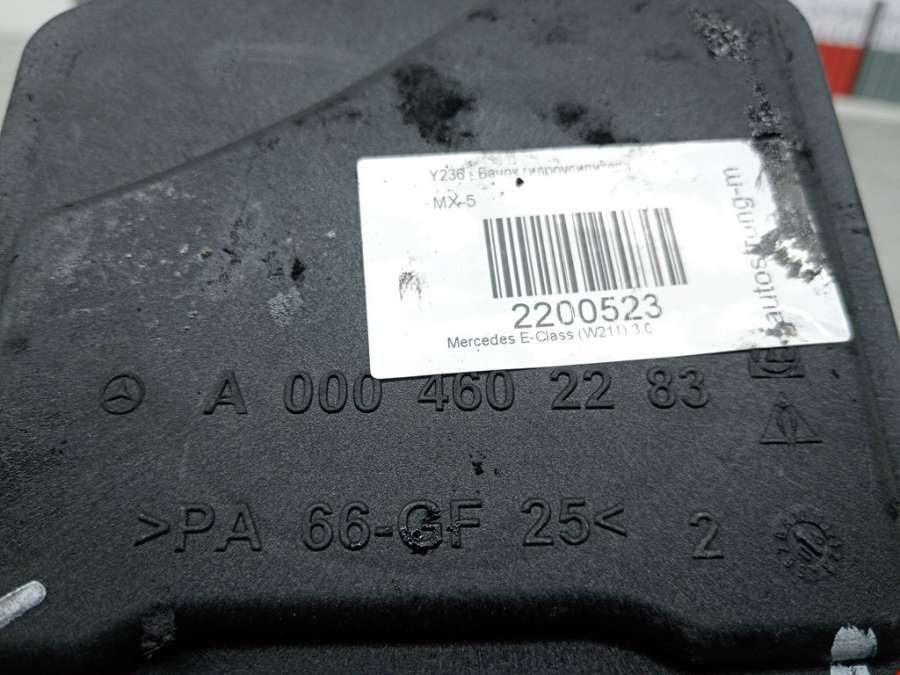 Y236 - Бачок гидроусилителя
MX-5
2200523
Mercedes E-Class (W211) 3.0
autostrong-m
A 000 460 22 83
>PA 66-GF 25<
2